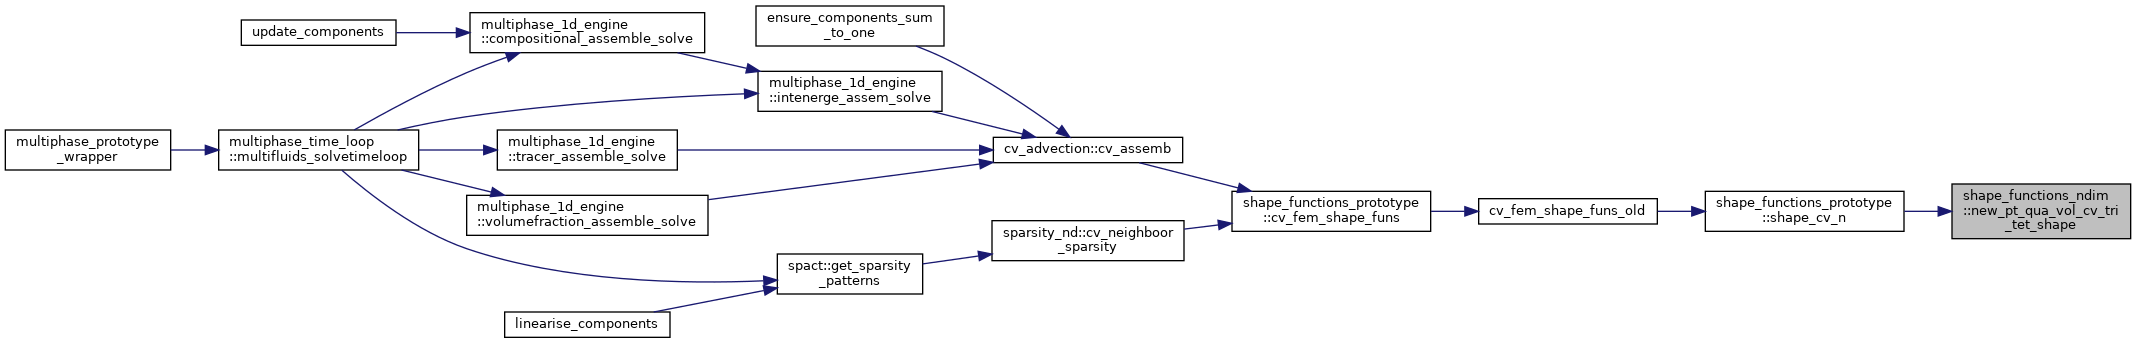 multiphase_prototype
_wrapper
update_components
multiphase_time_loop
::multifluids_solvetimeloop
multiphase_1d_engine
::compositional_assemble_solve
multiphase_1d_engine
::tracer_assemble_solve
multiphase_1d_engine
::volumefraction_assemble_solve
linearise_components
ensure_components_sum
_to_one
multiphase_1d_engine
::intenerge_assem_solve
spact::get_sparsity
_patterns
cv_advection::cv_assemb
sparsity_nd::cv_neighboor
_sparsity
shape_functions_prototype
::cv_fem_shape_funs
cv_fem_shape_funs_old
shape_functions_prototype
::shape_cv_n
shape_functions_ndim
::new_pt_qua_vol_cv_tri
_tet_shape